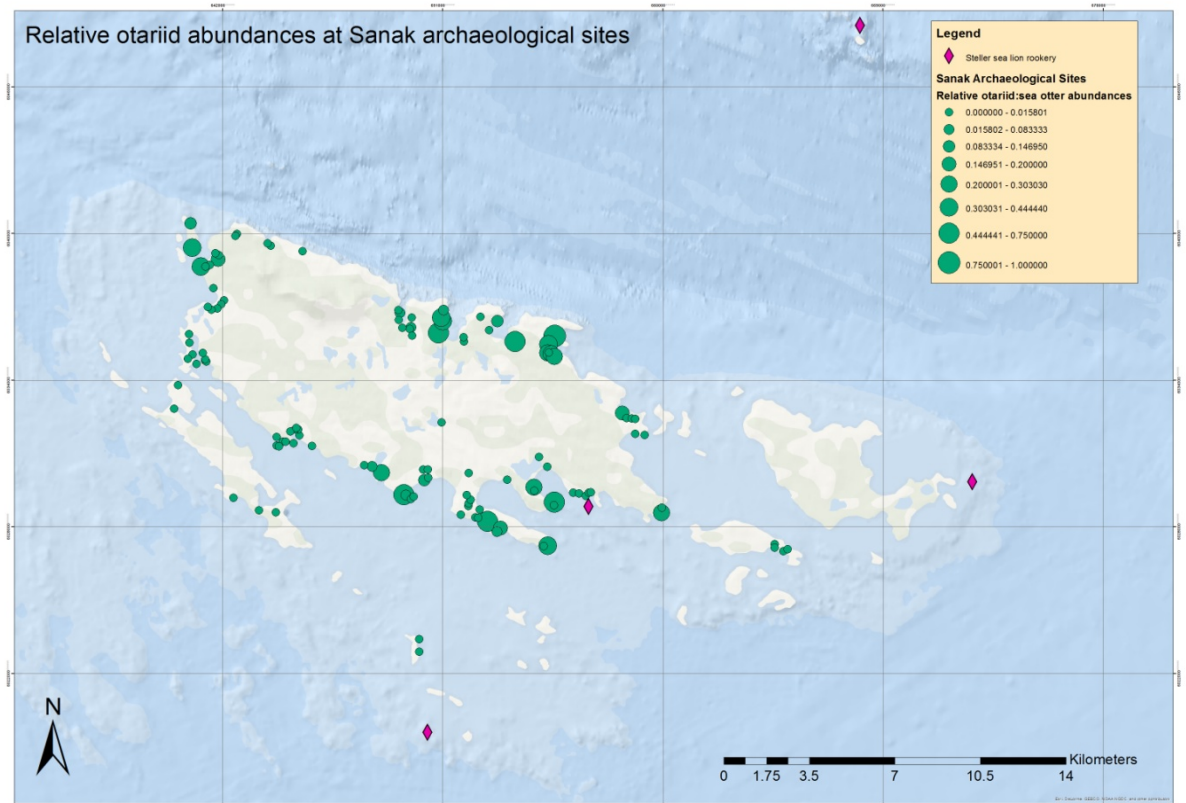 Relative otariid abundances at Sanak archaeological sites
Legend
Steller sea lion rookery
Sanak Archaeological Sites
Relative otariid:sea otter abundances
0.000000 - 0.015801
0.015802 - 0.083333
0.083334 - 0.146950
0.146951 - 0.200000
0.200001 - 0.303030
0.303031 - 0.444440
0.444441 - 0.750000
0.750001 - 1.000000
N
Kilometers
0 1.75 3.5 7 10.5 14